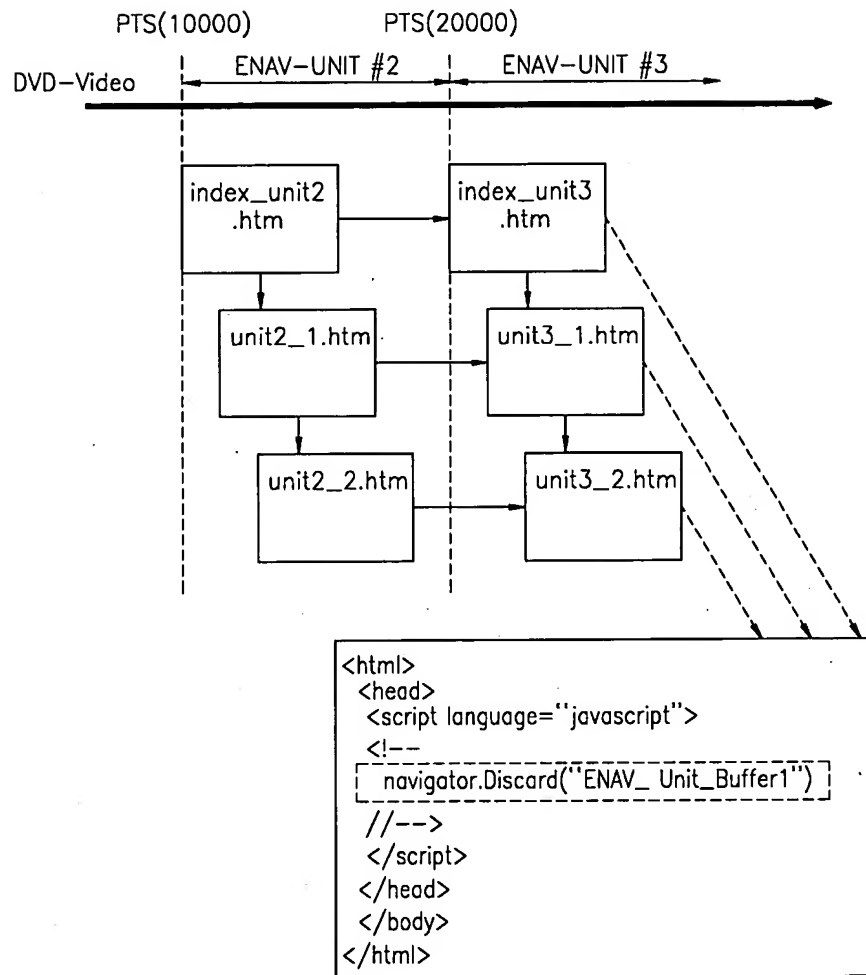 PTS(10000) PTS(20000)
ENAV-UNIT #2 ENAV-UNIT #3
DVD-Video
index_unit2
.htm
index_unit3
.htm
unit2_1.htm
unit3_1.htm
unit2_2.htm
unit3_2.htm
<html>
<head>
<script language="javascript">
<!--
navigator.Discard("ENAV_ Unit_Buffer1")
//-->
</script>
</head>
</body>
</html>